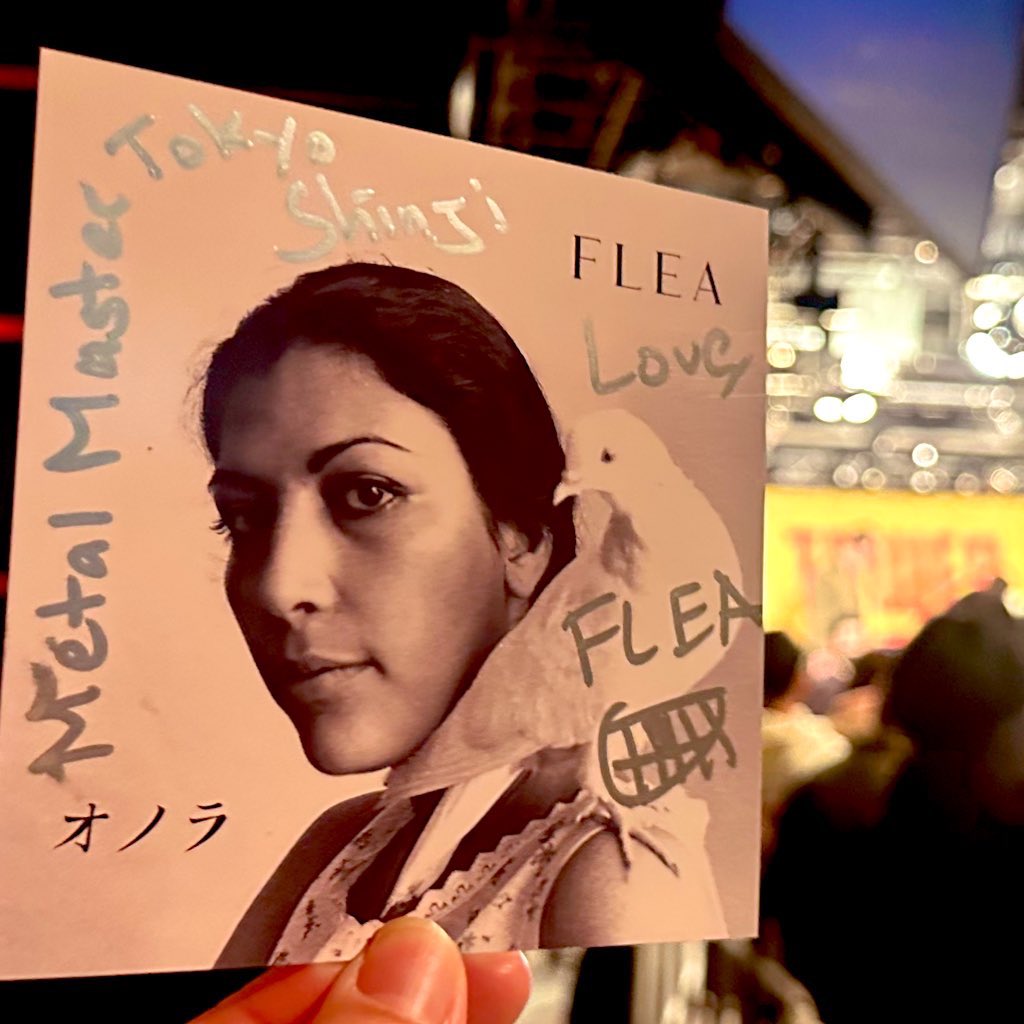 Tokyo
Shinji
Metal Master
FLEA
Love
FLEA
オノラ